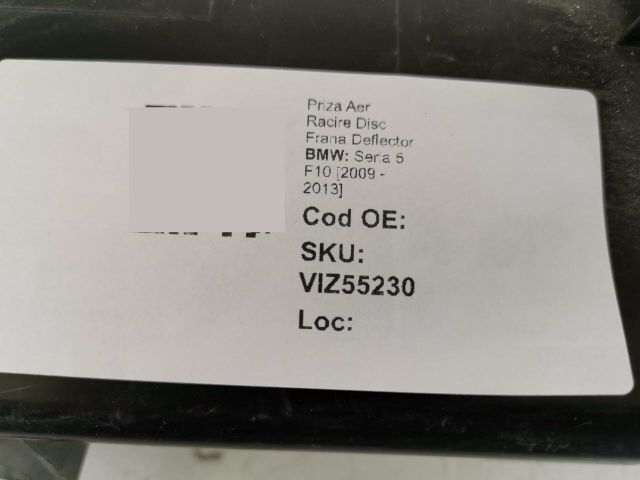 Priza Aer
Racire Disc
Frana Deflector
BMW: Seria 5
F10 [2009 -
2013]
Cod OE:
SKU:
VIZ55230
Loc: